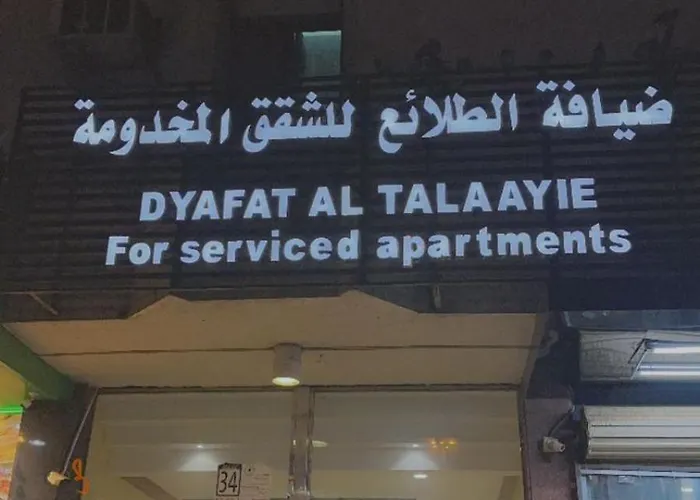 ضيافة الطلائع للشقق المخدومة
DYAFAT AL TALAAYIE
For serviced apartments
34